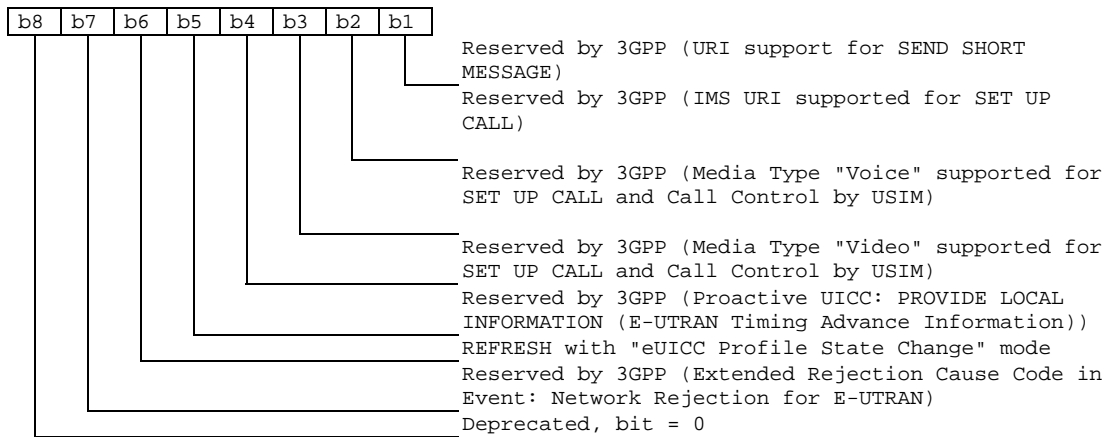 b8 b7 b6 b5 b4 b3 b2 b1
Reserved by 3GPP (URI support for SEND SHORT
MESSAGE)
Reserved by 3GPP (IMS URI supported for SET UP
CALL)
Reserved by 3GPP (Media Type "Voice" supported for
SET UP CALL and Call Control by USIM)
Reserved by 3GPP (Media Type "Video" supported for
SET UP CALL and Call Control by USIM)
Reserved by 3GPP (Proactive UICC: PROVIDE LOCAL
INFORMATION (E-UTRAN Timing Advance Information))
REFRESH with "eUICC Profile State Change" mode
Reserved by 3GPP (Extended Rejection Cause Code in
Event: Network Rejection for E-UTRAN)
Deprecated, bit = 0